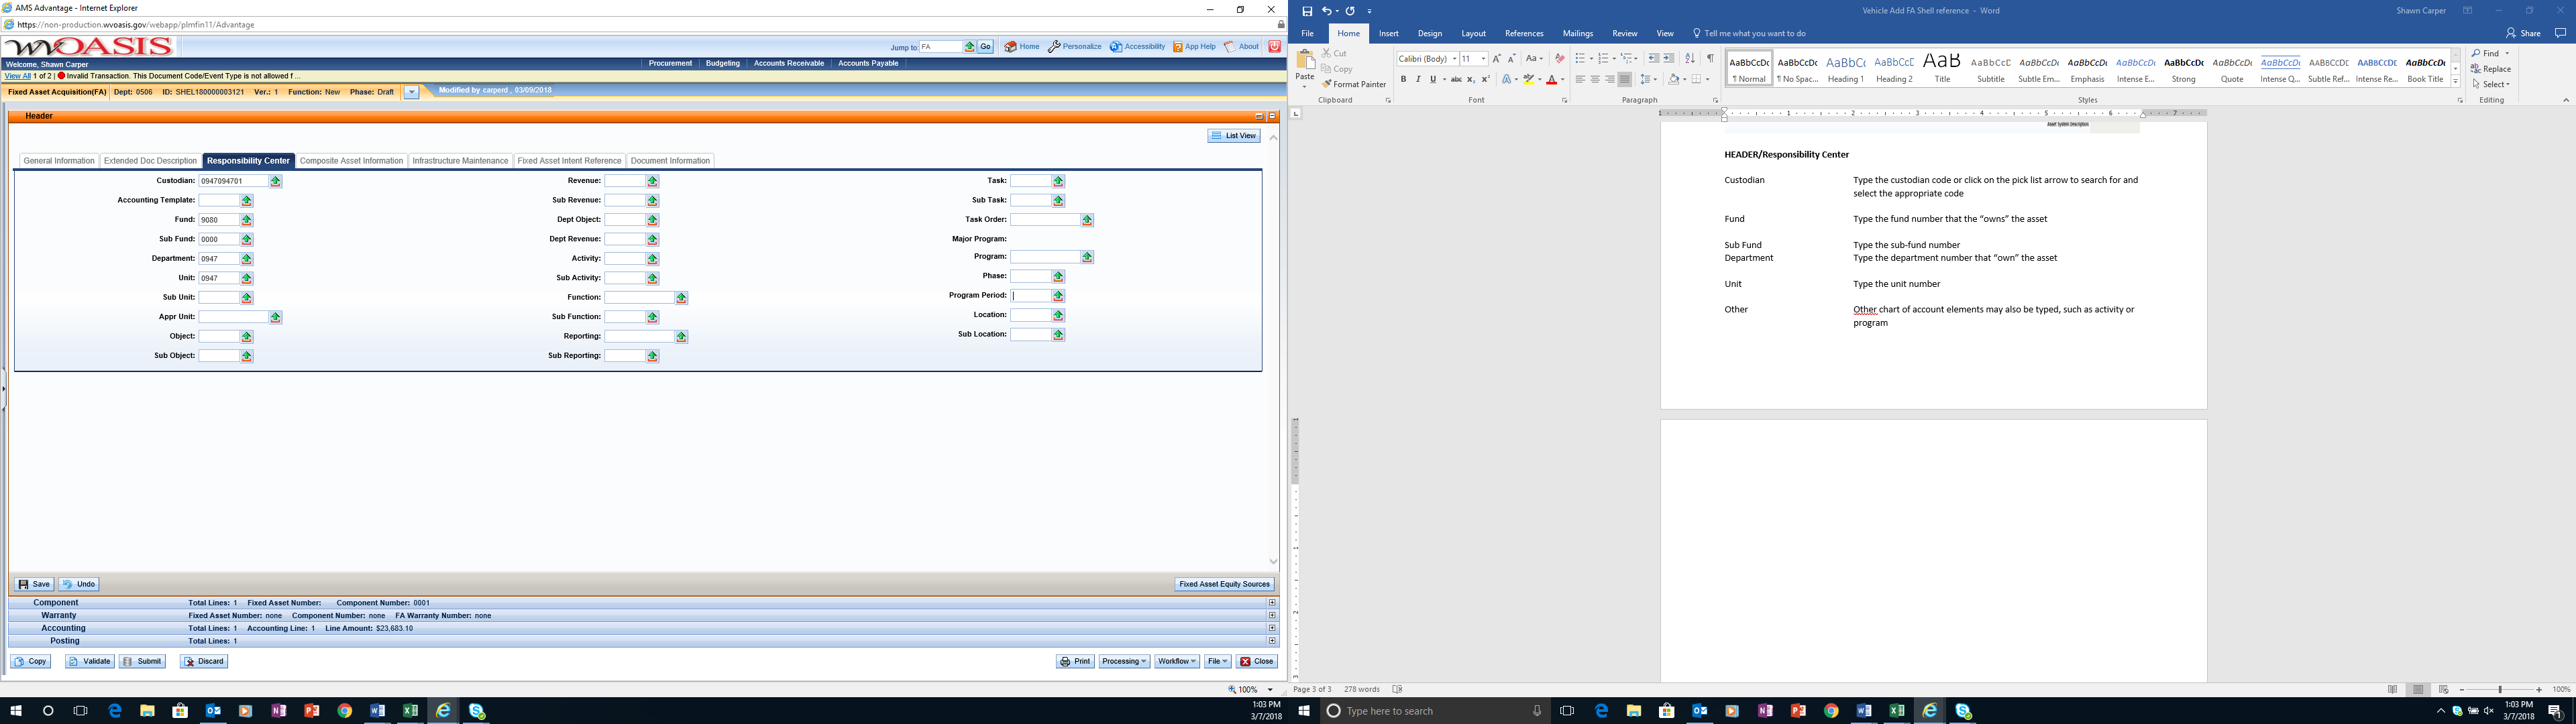 AMS Advantage - Internet Explorer
https://non-production.wvoasis.gov/webapp/plmfin11/Advantage
wvOASIS
Jump to: FA Go Home Personalize Accessibility App Help About
Welcome, Shawn Carper
Procurement Budgeting Accounts Receivable Accounts Payable
View All 1 of 2 | Invalid Transaction. This Document Code/Event Type is not allowed f ...
Fixed Asset Acquisition(FA) Dept: 0506 ID: SHEL180000003121 Ver.: 1 Function: New Phase: Draft Modified by carperd , 03/09/2018
Header
List View
General Information Extended Doc Description Responsibility Center Composite Asset Information Infrastructure Maintenance Fixed Asset Intent Reference Document Information
Custodian: 0947094701 Revenue: Task:
Accounting Template: Sub Revenue: Sub Task:
Fund: 9080 Dept Object: Task Order:
Sub Fund: 0000 Dept Revenue: Major Program:
Department: 0947 Activity: Program:
Unit: 0947 Sub Activity: Phase:
Sub Unit: Function: Program Period:
Appr Unit: Sub Function: Location:
Object: Reporting: Sub Location:
Sub Object: Sub Reporting:
Save Undo Fixed Asset Equity Sources
Component Total Lines: 1 Fixed Asset Number: Component Number: 0001
Warranty Fixed Asset Number: none Component Number: none FA Warranty Number: none
Accounting Total Lines: 1 Accounting Line: 1 Line Amount: $23,683.10
Posting Total Lines: 1
Copy Validate Submit Discard Print Processing Workflow File Close
100%
1:03 PM
3/7/2018
Vehicle Add FA Shell reference - Word Shawn Carper
File Home Insert Design Layout References Mailings Review View Tell me what you want to do Share
Paste Cut Copy Format Painter
Calibri (Body) 11
AaBbCcDc AaBbCcDc AaBbC AaBbCcD AaB AaBbCcD AaBbCcDc AaBbCcDc AaBbCcDc AaBbCcDc AaBbCcDc AaBbCcDc AABBCCDD AABBCCDD AaBbCcDc
¶ Normal ¶ No Spac... Heading 1 Heading 2 Title Subtitle Subtle Em... Emphasis Intense E... Strong Quote Intense Q... Subtle Ref... Intense Re... Book Title
Find
Replace
Select
Clipboard Font Paragraph Styles Editing
1 1 2 3 4 5 6 7
Asset System Description
HEADER/Responsibility Center
Custodian Type the custodian code or click on the pick list arrow to search for and
select the appropriate code
Fund Type the fund number that the “owns” the asset
Sub Fund Type the sub-fund number
Department Type the department number that “own” the asset
Unit Type the unit number
Other Other chart of account elements may also be typed, such as activity or
program
Page 3 of 3 278 words 100%
Type here to search
1:03 PM
3/7/2018